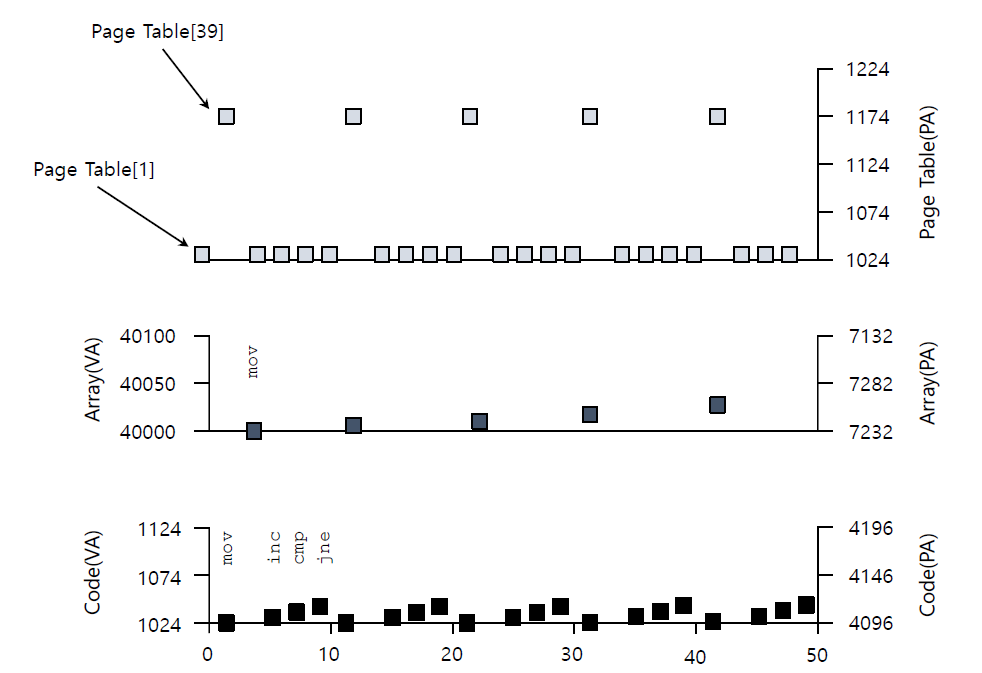 Page Table[39]
Page Table[1]
1224
1174
1124
1074
1024
Page Table(PA)
Array(VA)
40100
40050
40000
mov
7132
7282
7232
Array(PA)
Code(VA)
1124
1074
1024
mov
inc
cmp
jne
4196
4146
4096
Code(PA)
0
10
20
30
40
50